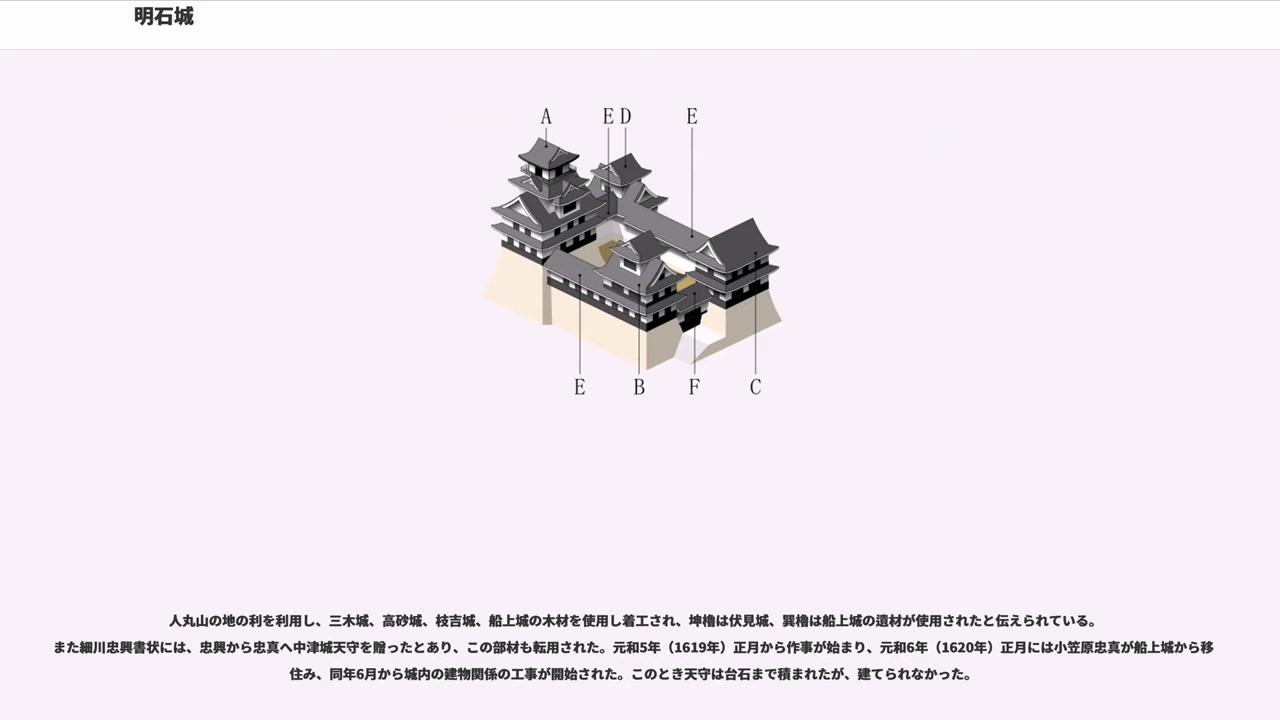 明石城
A E D E
E B F C
人丸山の地の利を利用し、三木城、高砂城、枝吉城、船上城の木材を使用し着工され、坤櫓は伏見城、巽櫓は船上城の遺材が使用されたと伝えられている。
また細川忠興書状には、忠興から忠真へ中津城天守を贈ったとあり、この部材も転用された。元和5年（1619年）正月から作事が始まり、元和6年（1620年）正月には小笠原忠真が船上城から移
住み、同年6月から城内の建物関係の工事が開始された。このとき天守は台石まで積まれたが、建てられなかった。